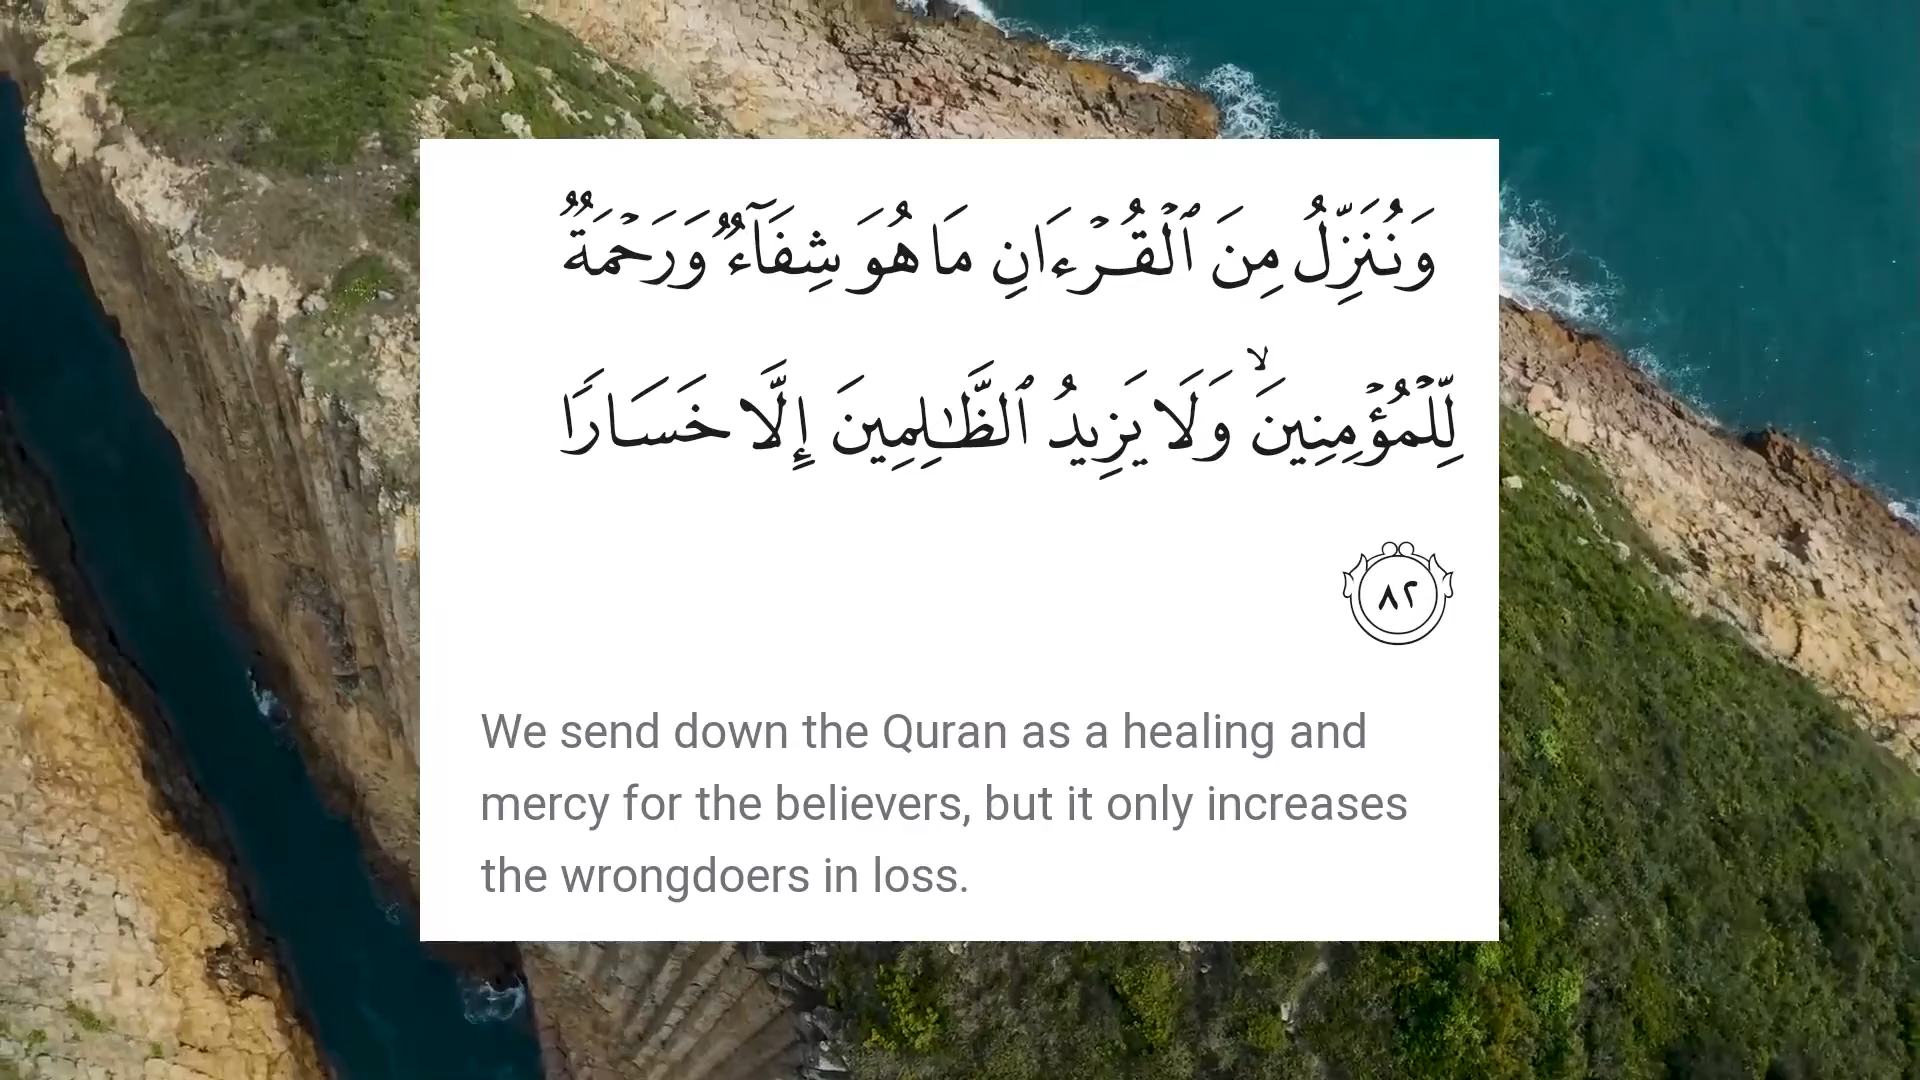 وَنُنَزِّلُ مِنَ ٱلْقُرْءَانِ مَا هُوَ شِفَآءٌ وَرَحْمَةٌ
لِّلْمُؤْمِنِينَ ۙ وَلَا يَزِيدُ ٱلظَّـٰلِمِينَ إِلَّا خَسَارًا
٨٢
We send down the Quran as a healing and
mercy for the believers, but it only increases
the wrongdoers in loss.